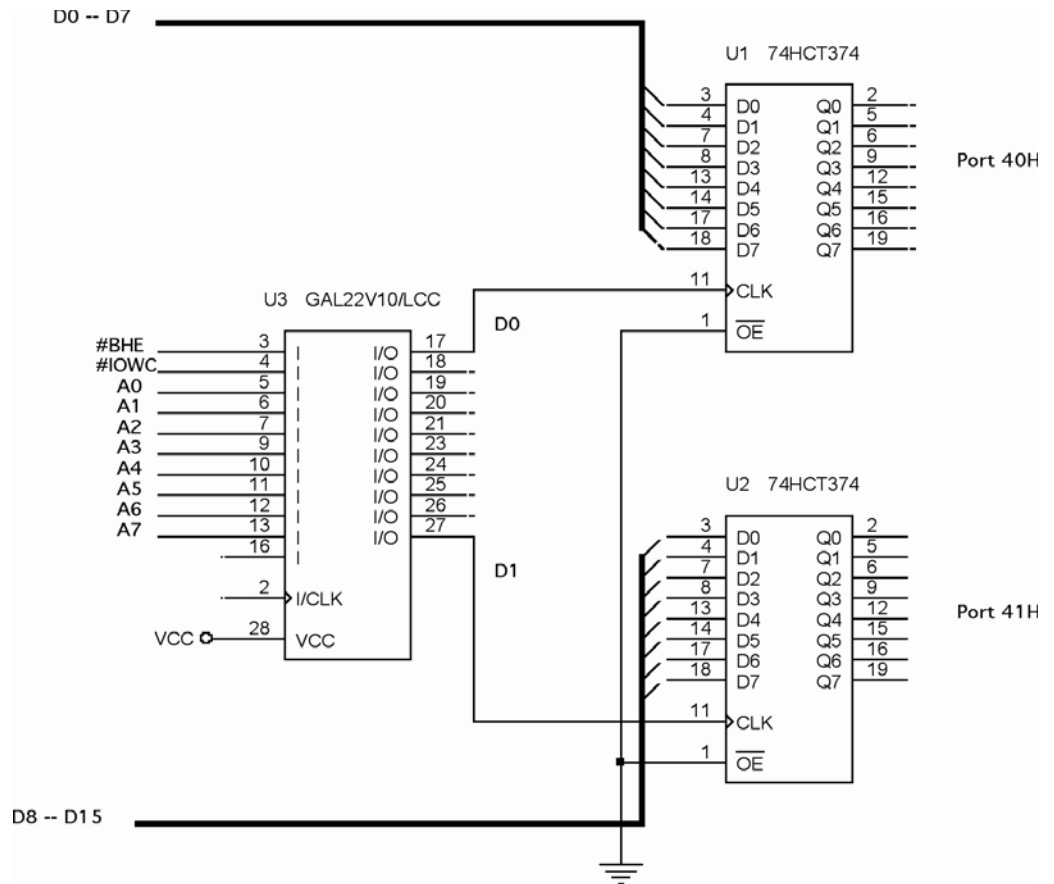 D0 -- D7
U1 74HCT374
3 D0 Q0 2
4 D1 Q1 5
7 D2 Q2 6
8 D3 Q3 9
13 D4 Q4 12
14 D5 Q5 15
17 D6 Q6 16
18 D7 Q7 19
11 CLK
1 OE
Port 40H
U3 GAL22V10/LCC
#BHE 3 I I/O 17
#IOWC 4 I I/O 18
A0 5 I I/O 19
A1 6 I I/O 20
A2 7 I I/O 21
A3 9 I I/O 23
A4 10 I I/O 24
A5 11 I I/O 25
A6 12 I I/O 26
A7 13 I I/O 27
16 I
2 I/CLK
VCC 28 VCC
D0
D1
U2 74HCT374
3 D0 Q0 2
4 D1 Q1 5
7 D2 Q2 6
8 D3 Q3 9
13 D4 Q4 12
14 D5 Q5 15
17 D6 Q6 16
18 D7 Q7 19
11 CLK
1 OE
Port 41H
D8 -- D15